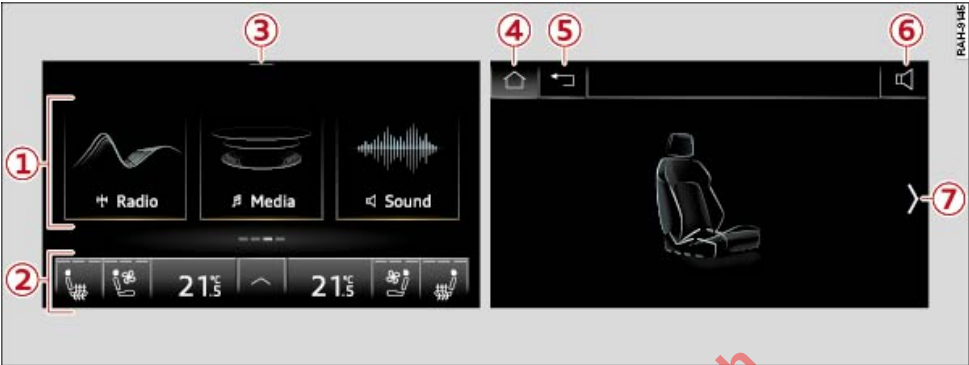 ③
④
⑤
⑥
RAH-9145
①
Radio
Media
Sound
⑦
②
21.5 °C
21.5 °C
h